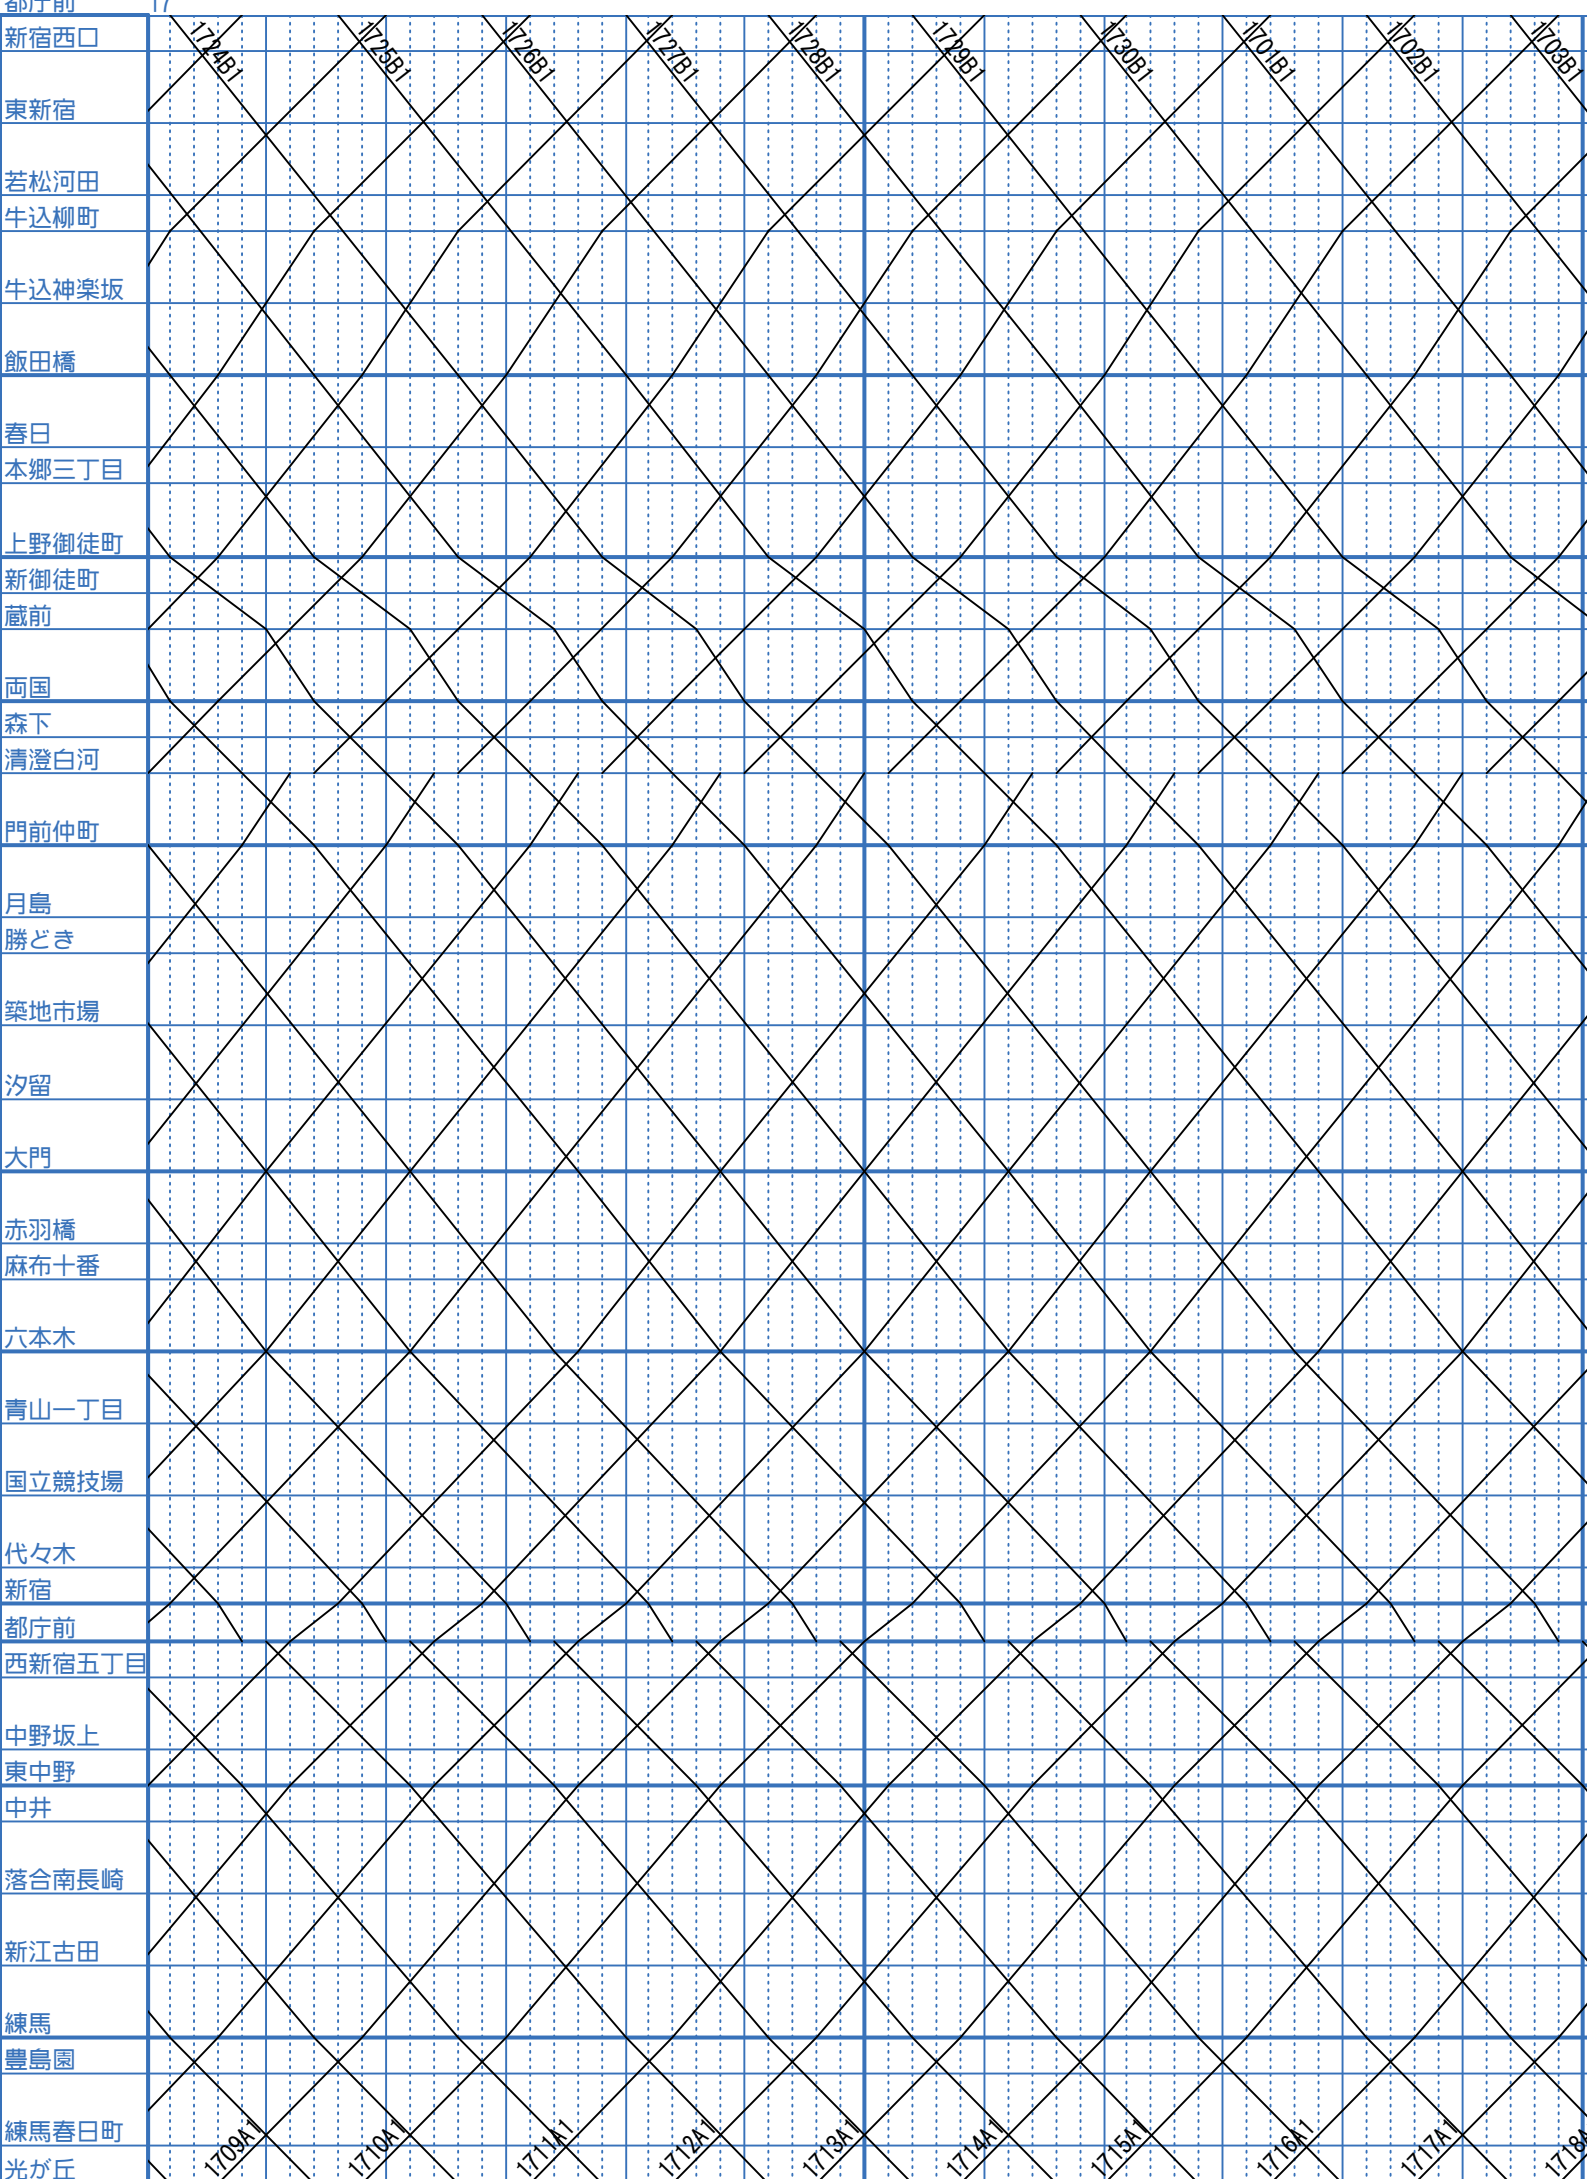 都庁前 17
新宿西口
1724B1 1725B1 1726B1 1727B1 1728B1 1729B1 1730B1 1701B1 1702B1 1703B1
東新宿
若松河田
牛込柳町
牛込神楽坂
飯田橋
春日
本郷三丁目
上野御徒町
新御徒町
蔵前
両国
森下
清澄白河
門前仲町
月島
勝どき
築地市場
汐留
大門
赤羽橋
麻布十番
六本木
青山一丁目
国立競技場
代々木
新宿
都庁前
西新宿五丁目
中野坂上
東中野
中井
落合南長崎
新江古田
練馬
豊島園
練馬春日町
1709A1 1710A1 1711A1 1712A1 1713A1 1714A1 1715A1 1716A1 1717A1 1718A
光が丘